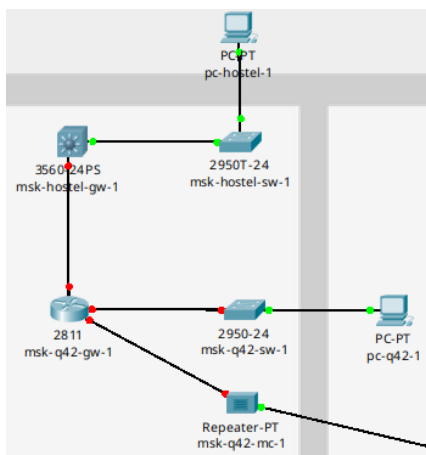 PC-PT
pc-hostel-1
3560-24PS
msk-hostel-gw-1
2950T-24
msk-hostel-sw-1
2811
msk-q42-gw-1
2950-24
msk-q42-sw-1
PC-PT
pc-q42-1
Repeater-PT
msk-q42-mc-1